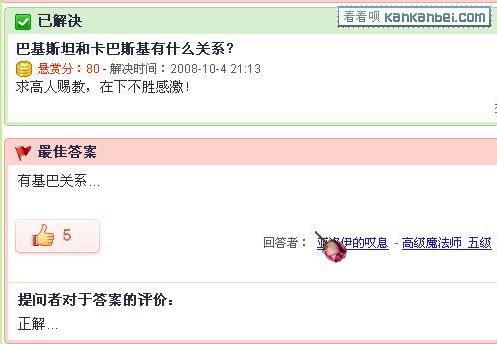 看看呗 kankanbei.com
已解决
巴基斯坦和卡巴斯基有什么关系？
悬赏分：80 - 解决时间：2008-10-4 21:13
求高人赐教，在下不胜感激！
最佳答案
有基巴关系...
5
回答者： 伊的叹息 - 高级魔法师 五级
提问者对于答案的评价：
正解...